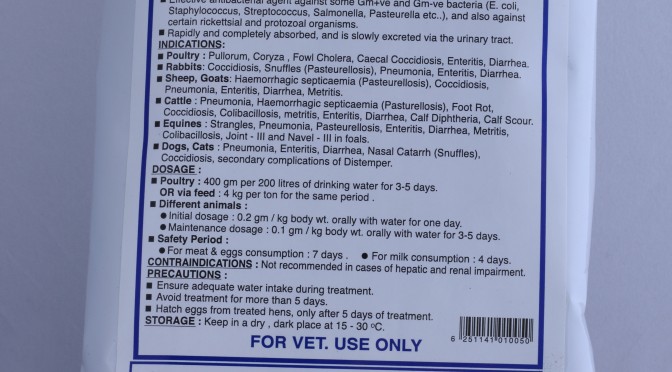 ■ Effective antibacterial agent against some Gm+ve and Gm-ve bacteria (E. coli,
Staphylococcus, Streptococcus, Salmonella, Pasteurella etc..), and also against
certain rickettsial and protozoal organisms.
■ Rapidly and completely absorbed, and is slowly excreted via the urinary tract.
INDICATIONS:
■ Poultry : Pullorum, Coryza , Fowl Cholera, Caecal Coccidiosis, Enteritis, Diarrhea.
■ Rabbits: Coccidiosis, Snuffles (Pasteurellosis), Pneumonia, Enteritis, Diarrhea.
■ Sheep, Goats: Haemorrhagic septicaemia (Pasturellosis), Coccidiosis,
Pneumonia, Enteritis, Diarrhea, Metritis.
■ Cattle : Pneumonia, Haemorrhagic septicaemia (Pasturellosis), Foot Rot,
Coccidiosis, Colibacillosis, metritis, Enteritis, Diarrhea, Calf Diphtheria, Calf Scour.
■ Equines : Strangles, Pneumonia, Pasteurellosis, Enteritis, Diarrhea, Metritis,
Colibacillosis, Joint - III and Navel - III in foals.
■ Dogs, Cats : Pneumonia, Enteritis, Diarrhea, Nasal Catarrh (Snuffles),
Coccidiosis, secondary complications of Distemper.
DOSAGE :
■ Poultry : 400 gm per 200 litres of drinking water for 3-5 days.
OR via feed : 4 kg per ton for the same period .
■ Different animals :
● Initial dosage : 0.2 gm / kg body wt. orally with water for one day.
● Maintenance dosage : 0.1 gm / kg body wt. orally with water for 3-5 days.
■ Safety Period :
● For meat & eggs consumption : 7 days . ● For milk consumption : 4 days.
CONTRAINDICATIONS : Not recommended in cases of hepatic and renal impairment.
PRECAUTIONS :
■ Ensure adequate water intake during treatment.
■ Avoid treatment for more than 5 days.
■ Hatch eggs from treated hens, only after 5 days of treatment.
STORAGE : Keep in a dry , dark place at 15 - 30 ºC.
6 251141 010050
FOR VET. USE ONLY